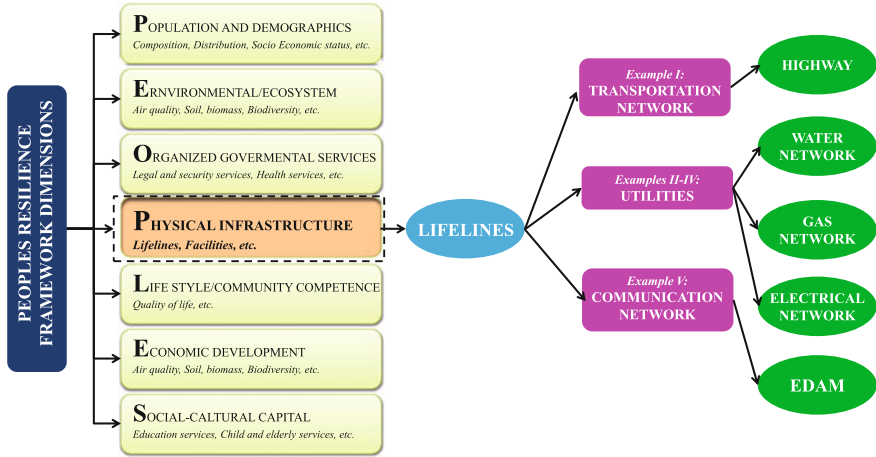 PEOPLES RESILIENCE
FRAMEWORK DIMENSIONS
POPULATION AND DEMOGRAPHICS
Composition, Distribution, Socio Economic status, etc.
ERNVIRONMENTAL/ECOSYSTEM
Air quality, Soil, biomass, Biodiversity, etc.
ORGANIZED GOVERMENTAL SERVICES
Legal and security services, Health services, etc.
PHYSICAL INFRASTRUCTURE
Lifelines, Facilities, etc.
LIFE STYLE/COMMUNITY COMPETENCE
Quality of life, etc.
ECONOMIC DEVELOPMENT
Air quality, Soil, biomass, Biodiversity, etc.
SOCIAL-CALTURAL CAPITAL
Education services, Child and elderly services, etc.
LIFELINES
Example I:
TRANSPORTATION
NETWORK
Examples II-IV:
UTILITIES
Example V:
COMMUNICATION
NETWORK
HIGHWAY
WATER
NETWORK
GAS
NETWORK
ELECTRICAL
NETWORK
EDAM